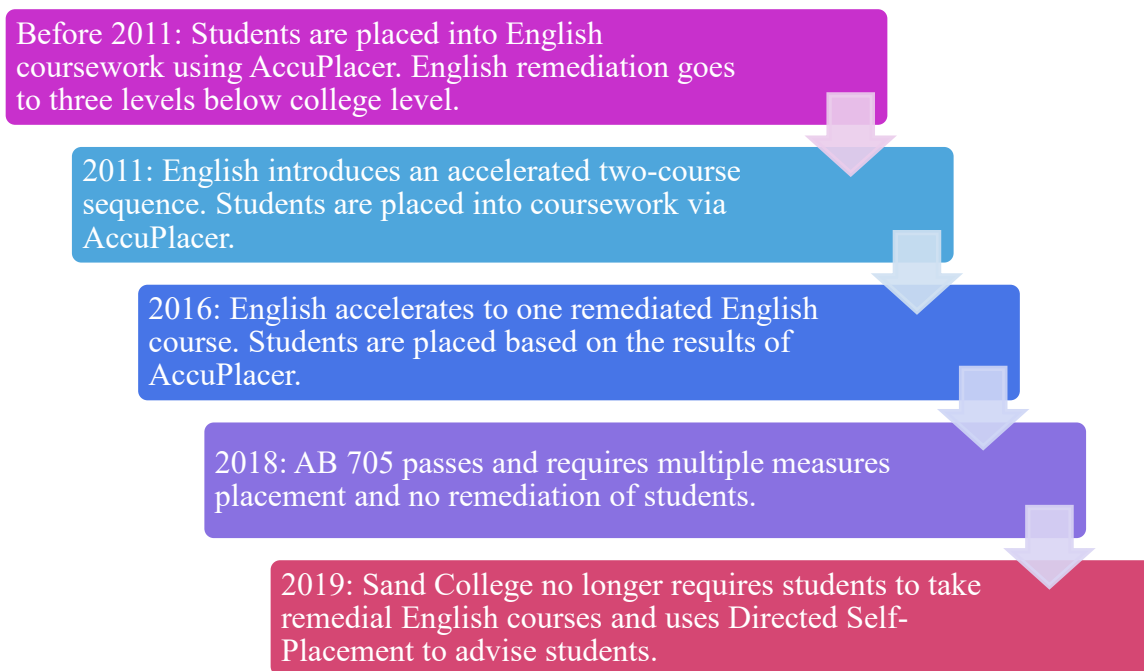 Before 2011: Students are placed into English
coursework using AccuPlacer. English remediation goes
to three levels below college level.
2011: English introduces an accelerated two-course
sequence. Students are placed into coursework via
AccuPlacer.
2016: English accelerates to one remediated English
course. Students are placed based on the results of
AccuPlacer.
2018: AB 705 passes and requires multiple measures
placement and no remediation of students.
2019: Sand College no longer requires students to take
remedial English courses and uses Directed Self-
Placement to advise students.